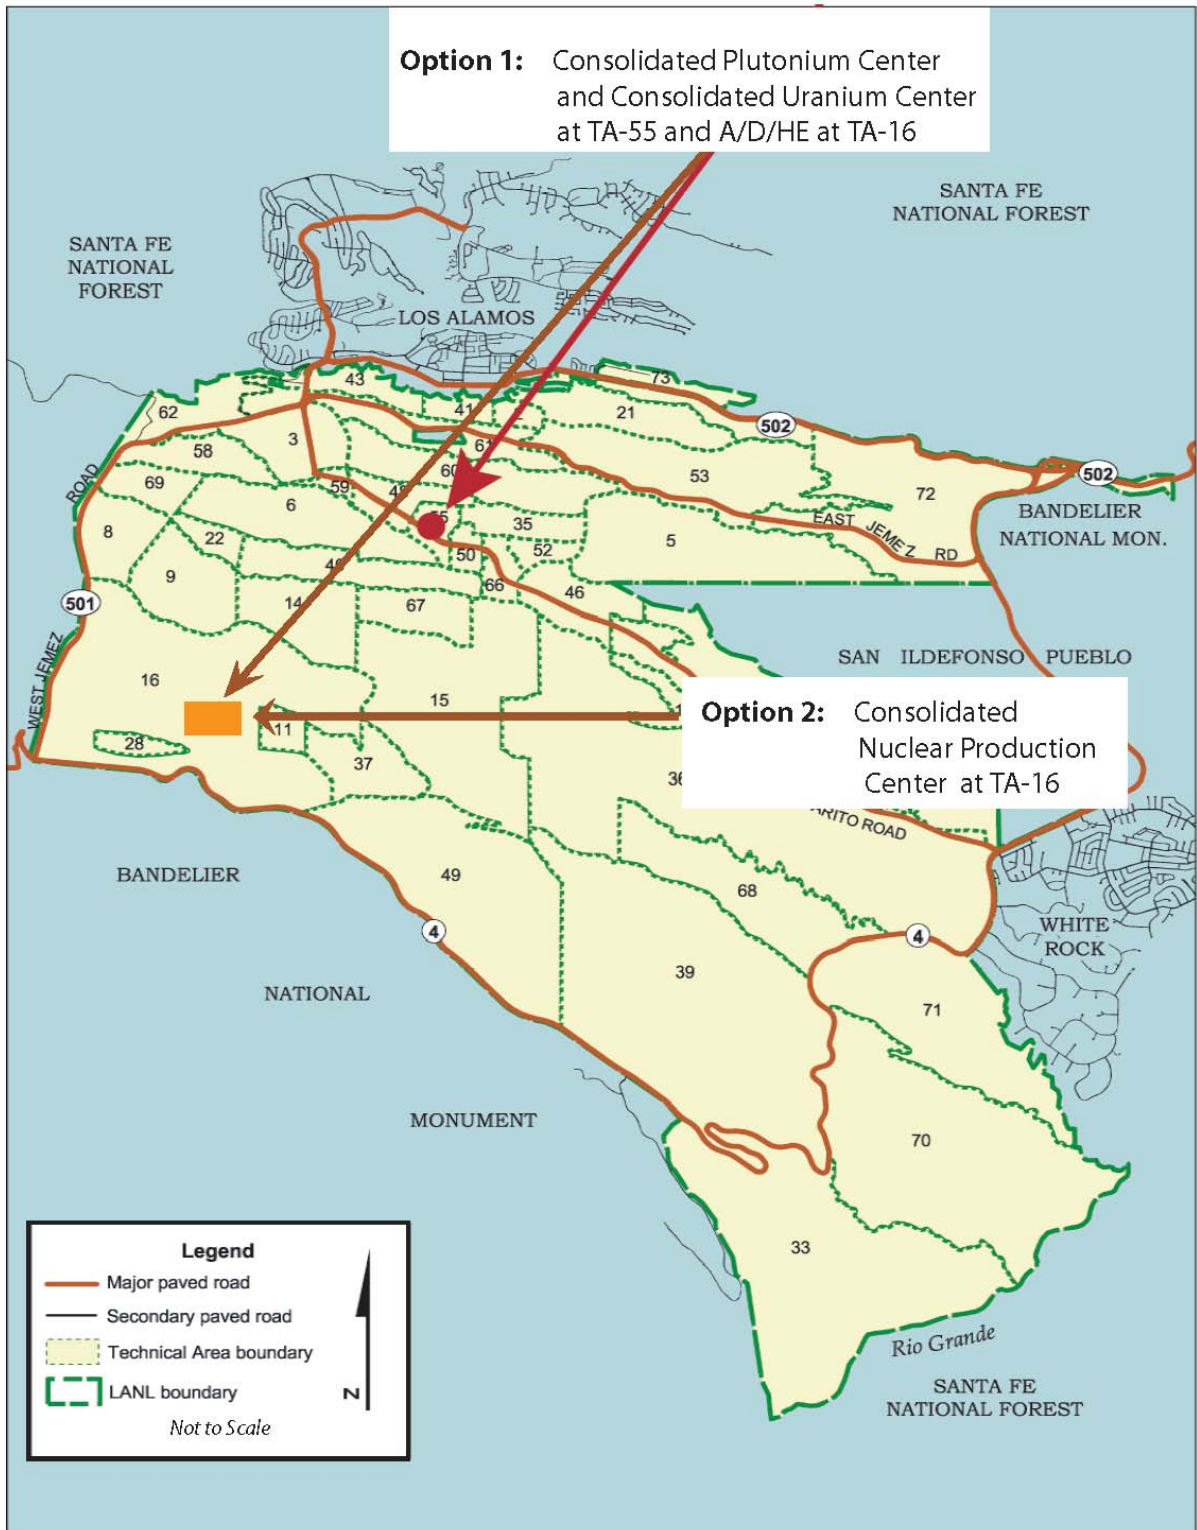 Option 1: Consolidated Plutonium Center
and Consolidated Uranium Center
at TA-55 and A/D/HE at TA-16
SANTA FE
NATIONAL FOREST
SANTA FE
NATIONAL
FOREST
LOS ALAMOS
43
73
62
41
21
502
3
58
61
53
502
60
69
59
48
72
6
BANDELIER
NATIONAL MON.
ROAD
55
35
EAST JEMEZ RD
8
22
5
50
52
40
9
66
46
501
14
67
SAN ILDEFONSO PUEBLO
WEST JEMEZ
16
15
Option 2: Consolidated
Nuclear Production
Center at TA-16
11
28
37
36
ARITO ROAD
BANDELIER
49
68
4
4
WHITE
ROCK
39
NATIONAL
71
MONUMENT
70
33
Legend
Major paved road
Secondary paved road
Technical Area boundary
LANL boundary
N
Not to Scale
Rio Grande
SANTA FE
NATIONAL FOREST